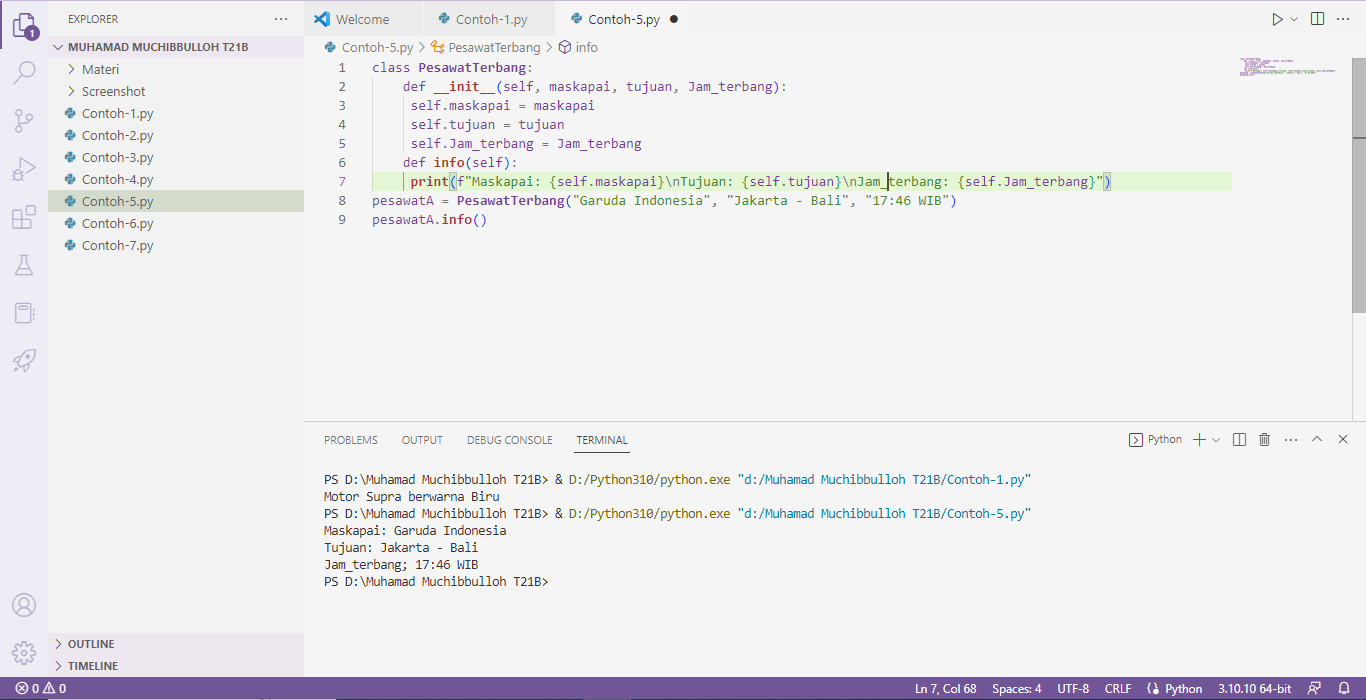 EXPLORER
MUHAMAD MUCHIBBULLOH T21B
Materi
Screenshot
Contoh-1.py
Contoh-2.py
Contoh-3.py
Contoh-4.py
Contoh-5.py
Contoh-6.py
Contoh-7.py
OUTLINE
TIMELINE
1
Welcome
Contoh-1.py
Contoh-5.py
Contoh-5.py > PesawatTerbang > info
1 class PesawatTerbang:
2 def __init__(self, maskapai, tujuan, Jam_terbang):
3 self.maskapai = maskapai
4 self.tujuan = tujuan
5 self.Jam_terbang = Jam_terbang
6 def info(self):
7 print(f"Maskapai: {self.maskapai}\nTujuan: {self.tujuan}\nJam_terbang: {self.Jam_terbang}")
8 pesawatA = PesawatTerbang("Garuda Indonesia", "Jakarta - Bali", "17:46 WIB")
9 pesawatA.info()
PROBLEMS OUTPUT DEBUG CONSOLE TERMINAL
Python
PS D:\Muhamad Muchibbulloh T21B> & D:/Python310/python.exe "d:/Muhamad Muchibbulloh T21B/Contoh-1.py"
Motor Supra berwarna Biru
PS D:\Muhamad Muchibbulloh T21B> & D:/Python310/python.exe "d:/Muhamad Muchibbulloh T21B/Contoh-5.py"
Maskapai: Garuda Indonesia
Tujuan: Jakarta - Bali
Jam_terbang; 17:46 WIB
PS D:\Muhamad Muchibbulloh T21B>
0 0 Ln 7, Col 68 Spaces: 4 UTF-8 CRLF Python 3.10.10 64-bit